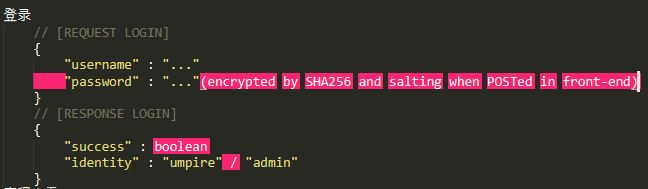 登录
// [REQUEST LOGIN]
{
"username" : "..."
"password" : "..."(encrypted by SHA256 and salting when POSTed in front-end)
}
// [RESPONSE LOGIN]
{
"success" : boolean
"identity" : "umpire" / "admin"
}